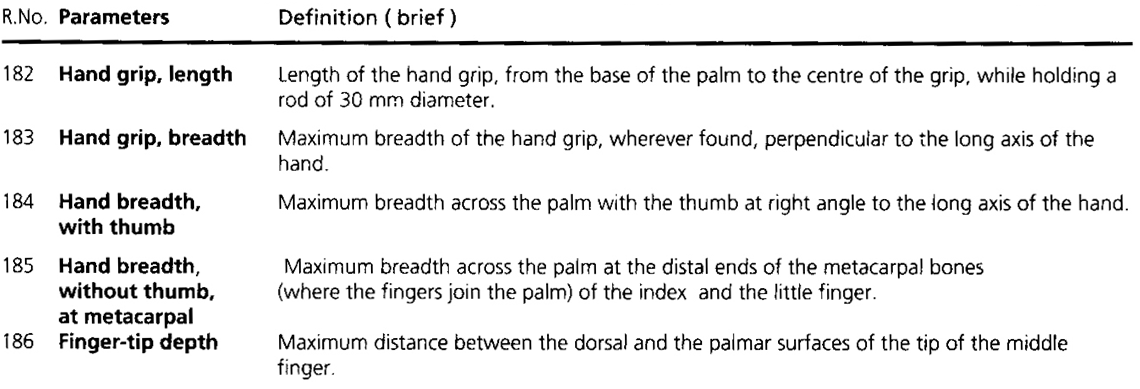 R.No. Parameters Definition ( brief )
182 Hand grip, length Length of the hand grip, from the base of the palm to the centre of the grip, while holding a
rod of 30 mm diameter.
183 Hand grip, breadth Maximum breadth of the hand grip, wherever found, perpendicular to the long axis of the
hand.
184 Hand breadth, Maximum breadth across the palm with the thumb at right angle to the long axis of the hand.
with thumb
185 Hand breadth, Maximum breadth across the palm at the distal ends of the metacarpal bones
without thumb, (where the fingers join the palm) of the index and the little finger.
at metacarpal
186 Finger-tip depth Maximum distance between the dorsal and the palmar surfaces of the tip of the middle
finger.